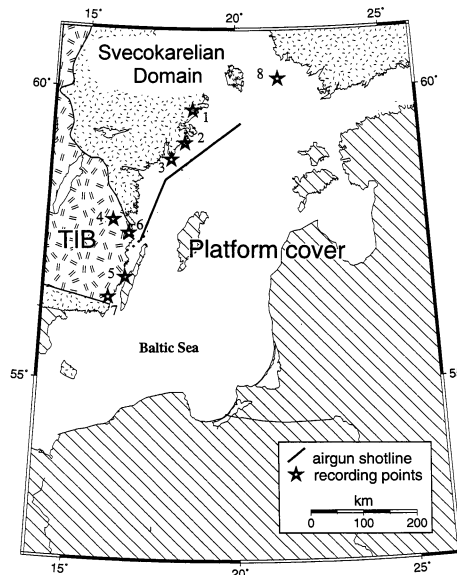 15° 20° 25°
Svecokarelian
Domain
60° 8 60°
1
2
3
4 6
TIB
Platform cover
5
7
Baltic Sea
55° 5
airgun shotline
recording points
km
0 100 200
15° 20° 25°